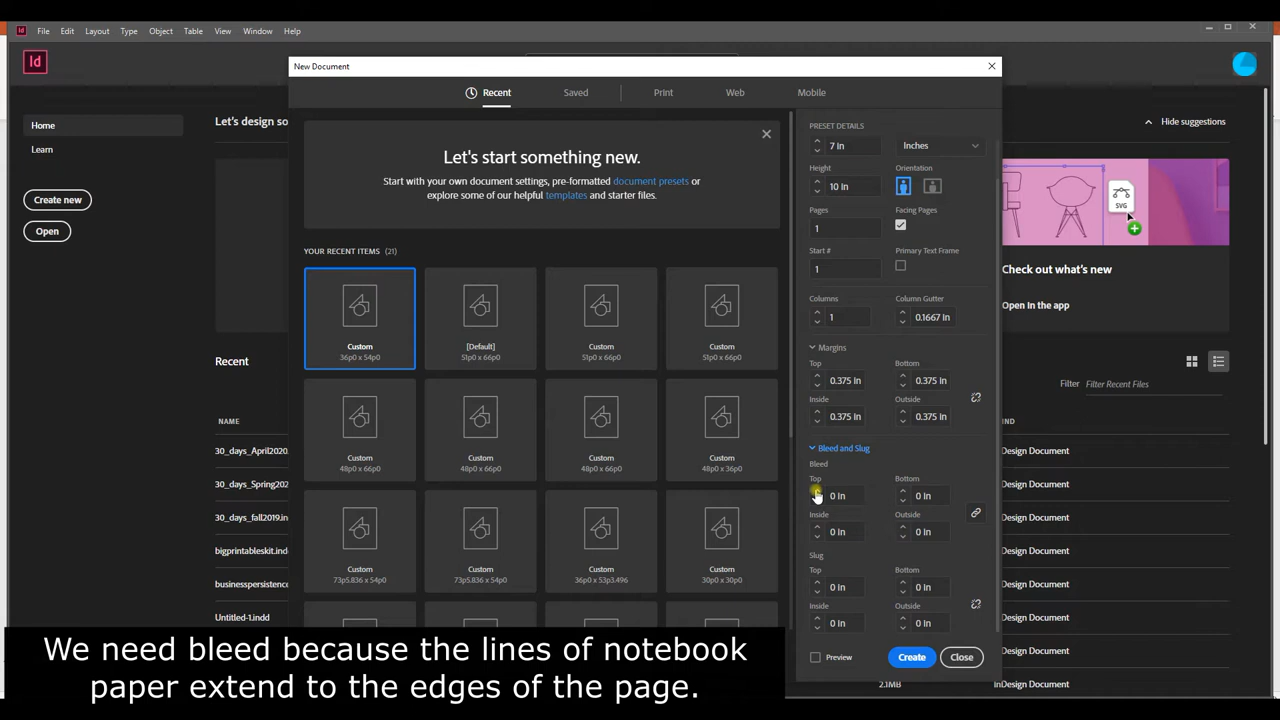 Id File Edit Layout Type Object Table View Window Help
Id
New Document
Recent Saved Print Web Mobile
Home
Learn
Create new
Open
Let's design so
Hide suggestions
Let's start something new.
Start with your own document settings, pre-formatted document presets or
explore some of our helpful templates and starter files.
YOUR RECENT ITEMS (21)
Custom
36p0 x 54p0
[Default]
51p0 x 66p0
Custom
51p0 x 66p0
Custom
51p0 x 66p0
Custom
48p0 x 66p0
Custom
48p0 x 66p0
Custom
48p0 x 66p0
Custom
48p0 x 36p0
Custom
73p5.836 x 54p0
Custom
73p5.836 x 54p0
Custom
36p0 x 53p3.496
Custom
30p0 x 30p0
PRESET DETAILS
7 in Inches
Height Orientation
10 in
Pages Facing Pages
1
Start # Primary Text Frame
1
Columns Column Gutter
1 0.1667 in
Margins
Top Bottom
0.375 in 0.375 in
Inside Outside
0.375 in 0.375 in
Bleed and Slug
Bleed
Top Bottom
0 in 0 in
Inside Outside
0 in 0 in
Slug
Top Bottom
0 in 0 in
Inside Outside
0 in 0 in
Preview Create Close
SVG
Check out what's new
Open in the app
Recent
Filter Filter Recent Files
NAME
IND
30_days_April2020.
Design Document
30_days_Spring202
Design Document
30_days_fall2019.in
Design Document
bigprintableskit.ind
Design Document
businesspersistence
Design Document
Untitled-1.indd
Design Document
2.1MB InDesign Document
We need bleed because the lines of notebook
paper extend to the edges of the page.